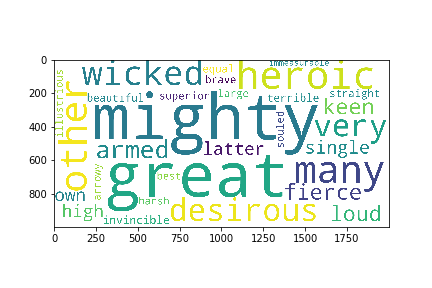 0
200
400
600
800
immeasurable
wicked
equal
heroic
brave
illustrious
other
beautiful
superior
large
terrible
straight
mighty
keen
very
souled
armed
latter
single
great
many
arrowy
best
fierce
own
high
harsh
desirous
loud
invincible
0 250 500 750 1000 1250 1500 1750